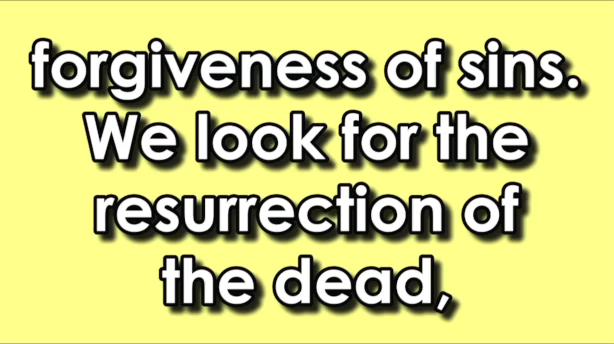 forgiveness of sins.
We look for the
resurrection of
the dead,